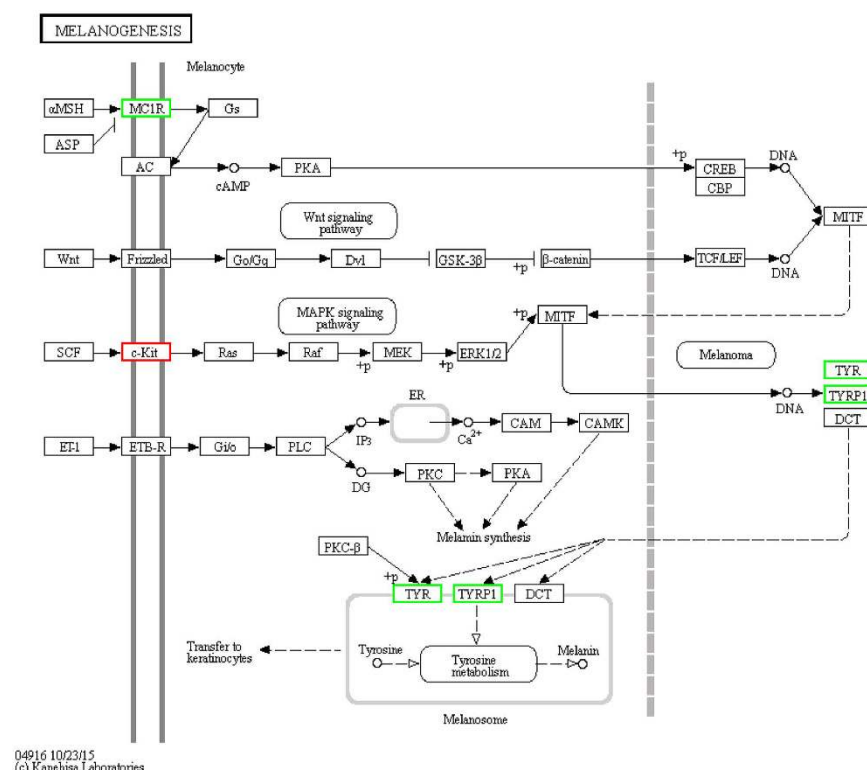 MELANOGENESIS
Melanocyte
αMSH
MC1R
Gs
ASP
AC
cAMP
PKA
+p
CREB
CBP
DNA
MITF
Wnt signaling
pathway
Wnt
Frizzled
Go/Gq
Dvl
GSK-3β
+p
β-catenin
TCF/LEF
DNA
MAPK signaling
pathway
+p
MITF
SCF
c-Kit
Ras
Raf
+p
MEK
+p
ERK1/2
Melanoma
TYR
TYRP1
DCT
DNA
ER
IP3
Ca2+
CAM
CAMK
ET-1
ETB-R
Gi/o
PLC
DG
PKC
PKA
Melamin synthesis
PKC-β
+p
TYR
TYRP1
DCT
Transfer to
keratinocytes
Tyrosine
Tyrosine
metabolism
Melanin
Melanosome
04916 10/23/15
(c) Kanehisa Laboratories